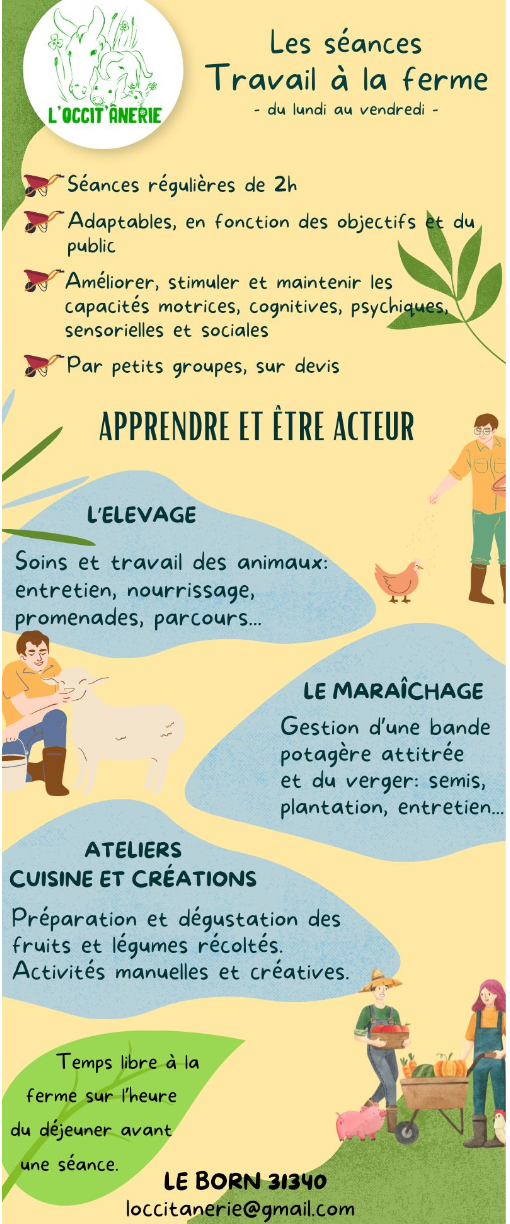 L'OCCIT'ÂNERIE
Les séances
Travail à la ferme
- du lundi au vendredi -
Séances régulières de 2h
Adaptables, en fonction des objectifs et du
public
Améliorer, stimuler et maintenir les
capacités motrices, cognitives, psychiques,
sensorielles et sociales
Par petits groupes, sur devis
APPRENDRE ET ÊTRE ACTEUR
L'ELEVAGE
Soins et travail des animaux:
entretien, nourrissage,
promenades, parcours...
LE MARAÎCHAGE
Gestion d'une bande
potagère attitrée
et du verger: semis,
plantation, entretien...
ATELIERS
CUISINE ET CRÉATIONS
Préparation et dégustation des
fruits et légumes récoltés.
Activités manuelles et créatives.
Temps libre à la
ferme sur l'heure
du déjeuner avant
une séance.
LE BORN 31340
loccitanerie@gmail.com